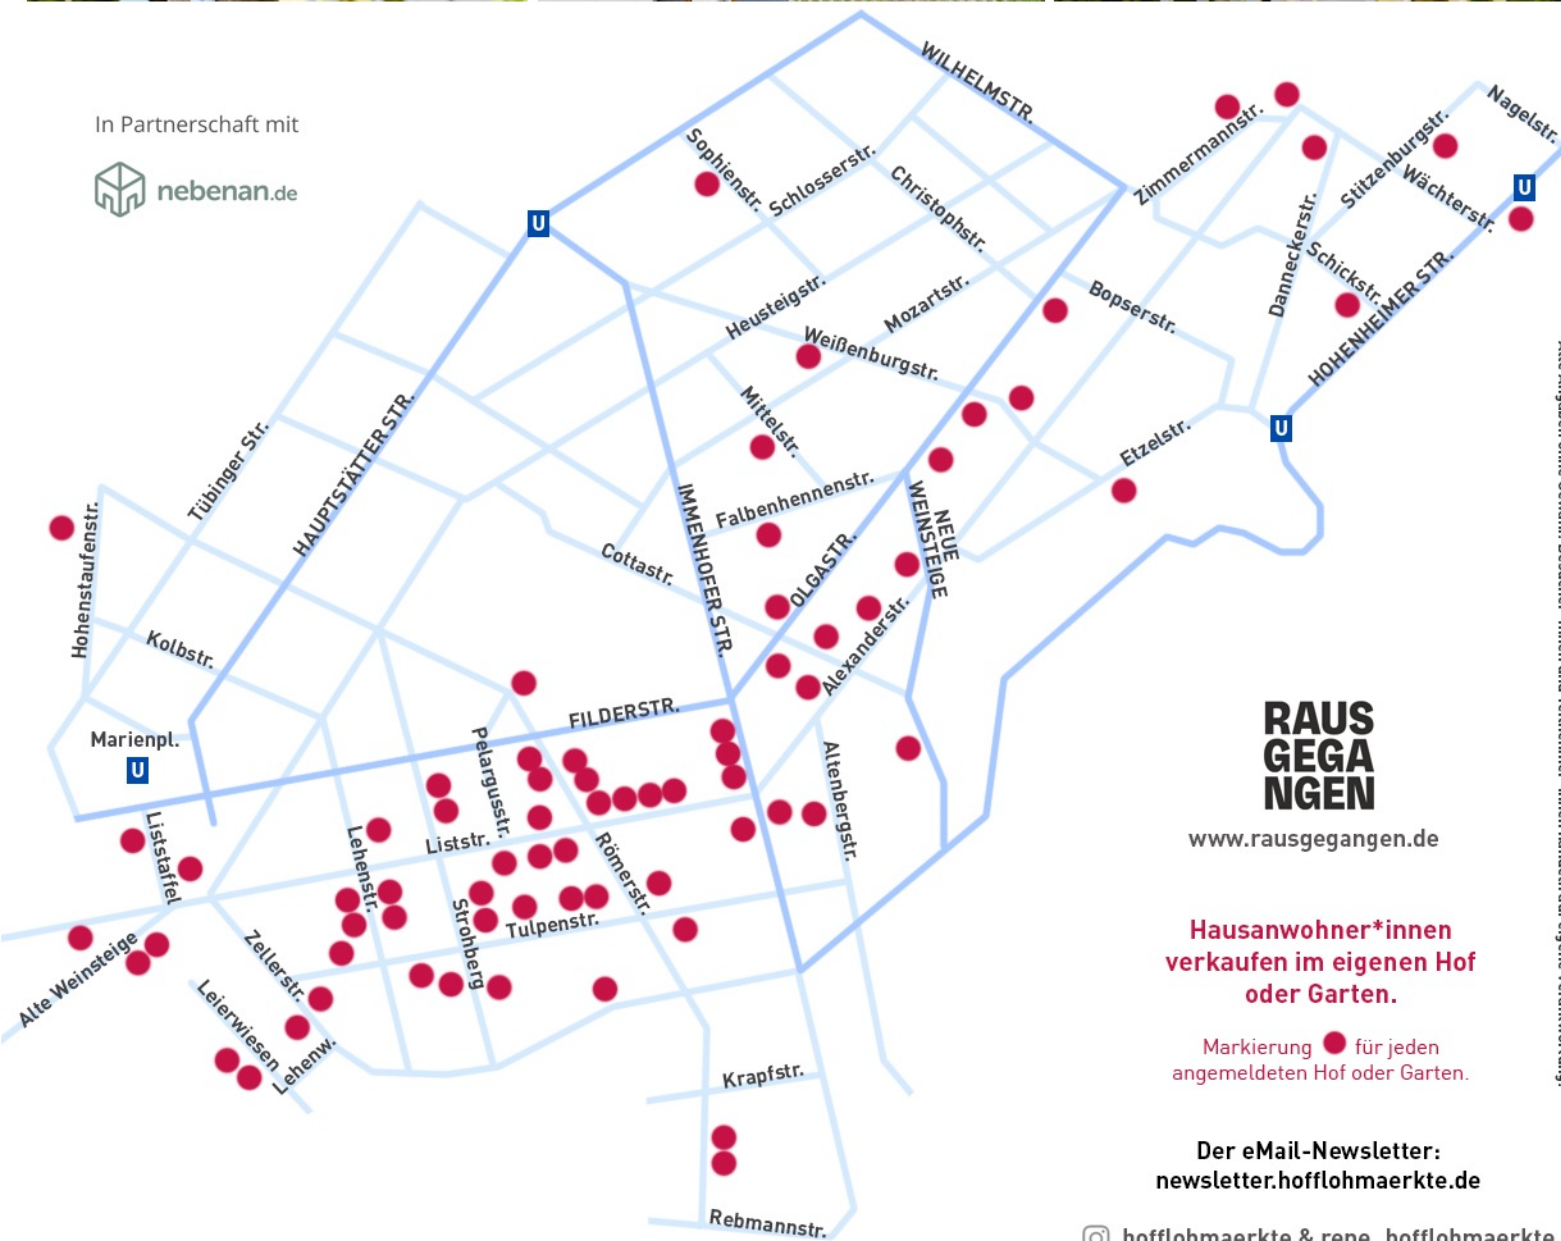 In Partnerschaft mit
nebenan.de
WILHELMSTR.
Sophienstr.
Schlosserstr.
Christophstr.
Zimmermannstr.
Nagelstr.
Stitzenburgstr.
Wächterstr.
U
U
Danneckerstr.
Schickstr.
HOHENHEIMER STR.
Heusteigstr.
Mozartstr.
Bopserstr.
Weißenburgstr.
Mittelstr.
Tübinger Str.
HAUPTSTÄTTER STR.
U
Etzelstr.
Falbenhennenstr.
IMMENHOFER STR.
NEUE
WEINSTEIGE
Hohenstaufenstr.
Cottastr.
OLGASTR.
Kolbstr.
Alexanderstr.
FILDERSTR.
Marienpl.
U
Pelargusstr.
Altenbergstr.
Liststaffel
Lehenstr.
Liststr.
Römerstr.
Strohberg
Tulpenstr.
Alte Weinsteige
Zellerstr.
Leierwiesen
Lehenw.
Krapfstr.
Rebmannstr.
RAUS
GEGA
NGEN
www.rausgegangen.de
Hausanwohner*innen
verkaufen im eigenen Hof
oder Garten.
Markierung für jeden
angemeldeten Hof oder Garten.
Der eMail-Newsletter:
newsletter.hofflohmaerkte.de
hofflohmaerkte & rene_hofflohmaerkte